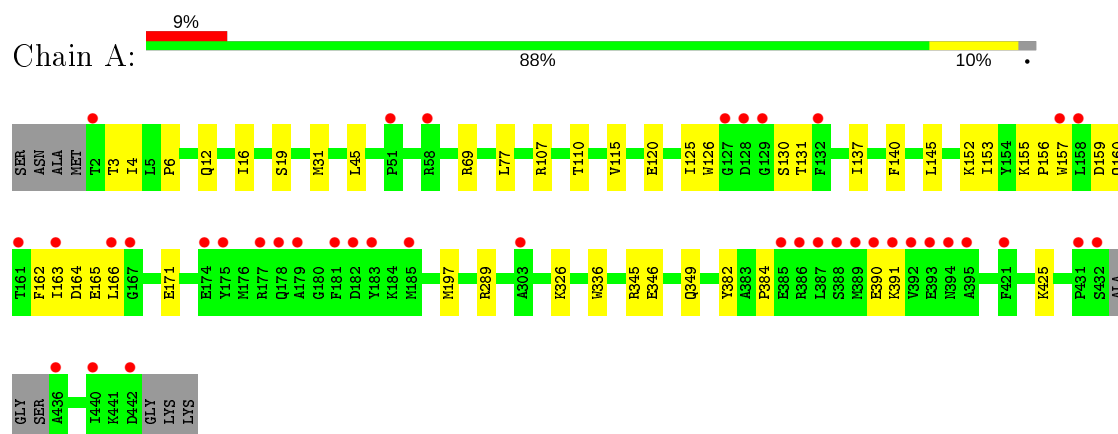 9%
Chain A:
88% 10% •
SER ASN ALA MET T2 T3 I4 L5 P6 Q12 I16 S19 M31 L45 P51 R58 R69 L77 R107 T110 V115 E120 I125 W126 G127 D128 G129 S130 T131 F132 I137 F140 L145 K152 I153 Y154 K155 P156 W157 L158 D159 Q160
T161 F162 I163 D164 E165 L166 G167 E171 E174 Y175 M176 R177 Q178 A179 G180 F181 D182 Y183 K184 M185 M197 R289 A303 K326 W336 R345 E346 Q349 Y382 A383 P384 E385 R386 L387 S388 M389 E390 K391 V392 E393 N394 A395 F421 K425 P431 S432 ALA
GLY SER A436 I440 K441 D442 GLY LYS LYS